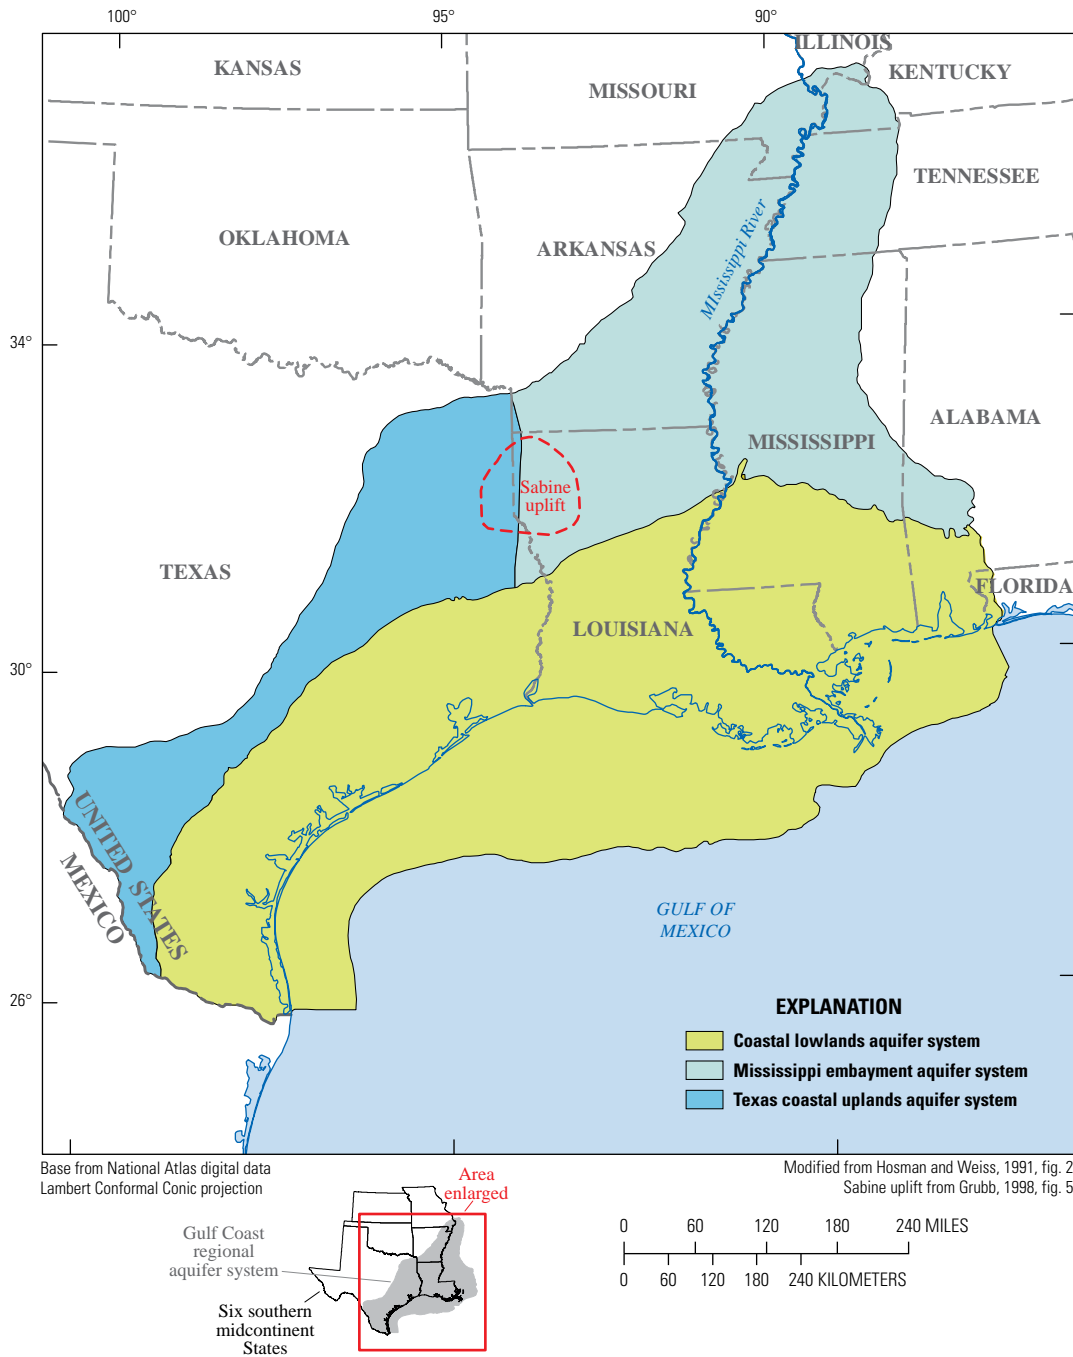 100°
95°
90°
ILLINOIS
KANSAS
KENTUCKY
MISSOURI
TENNESSEE
OKLAHOMA
ARKANSAS
MIssissippi River
34°
ALABAMA
MISSISSIPPI
Sabine
uplift
TEXAS
FLORIDA
LOUISIANA
30°
UNITED STATES
MEXICO
GULF OF
MEXICO
26°
EXPLANATION
Coastal lowlands aquifer system
Mississippi embayment aquifer system
Texas coastal uplands aquifer system
Base from National Atlas digital data
Lambert Conformal Conic projection
Modified from Hosman and Weiss, 1991, fig. 2
Sabine uplift from Grubb, 1998, fig. 5
Area
enlarged
Gulf Coast
regional
aquifer system
Six southern
midcontinent
States
0 60 120 180 240 MILES
0 60 120 180 240 KILOMETERS